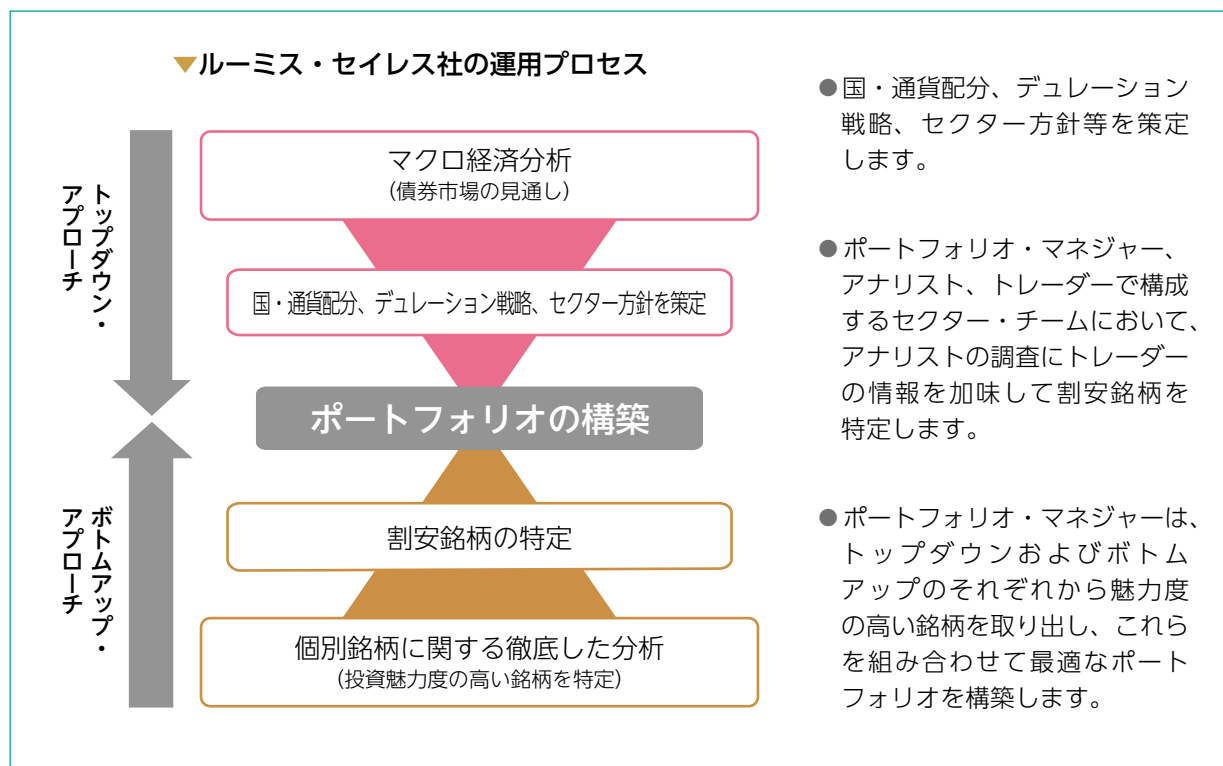 ▼ルーミス・セイレス社の運用プロセス
トップダウン・
アプローチ
マクロ経済分析
（債券市場の見通し）
国・通貨配分、デュレーション戦略、セクター方針を策定
ポートフォリオの構築
ボトムアップ・
アプローチ
割安銘柄の特定
個別銘柄に関する徹底した分析
（投資魅力度の高い銘柄を特定）
●国・通貨配分、デュレーション
戦略、セクター方針等を策定
します。
●ポートフォリオ・マネジャー、
アナリスト、トレーダーで構成
するセクター・チームにおいて、
アナリストの調査にトレーダー
の情報を加味して割安銘柄を
特定します。
●ポートフォリオ・マネジャーは、
トップダウンおよびボトム
アップのそれぞれから魅力度
の高い銘柄を取り出し、これら
を組み合わせて最適なポート
フォリオを構築します。